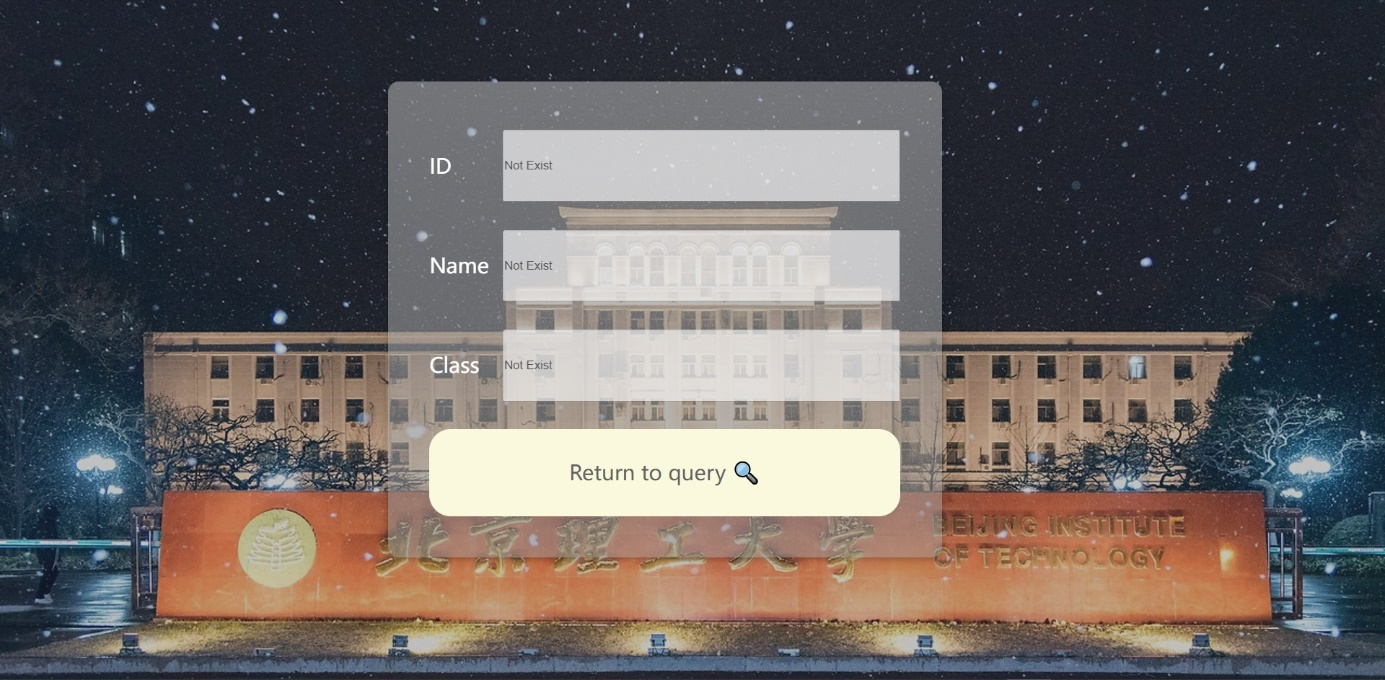 ID
Not Exist
Name
Not Exist
Class
Not Exist
Return to query 🔍
北京理工大学
BEIJING INSTITUTE
OF TECHNOLOGY